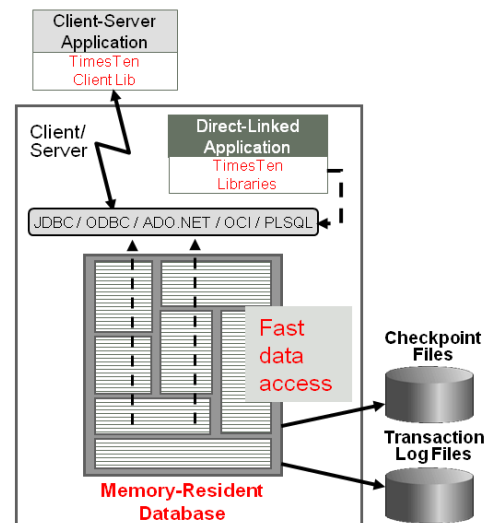 Client-Server
Application
TimesTen
Client Lib
Client/
Server
Direct-Linked
Application
TimesTen
Libraries
JDBC / ODBC / ADO.NET / OCI / PLSQL
Fast
data
access
Checkpoint
Files
Transaction
Log Files
Memory-Resident
Database